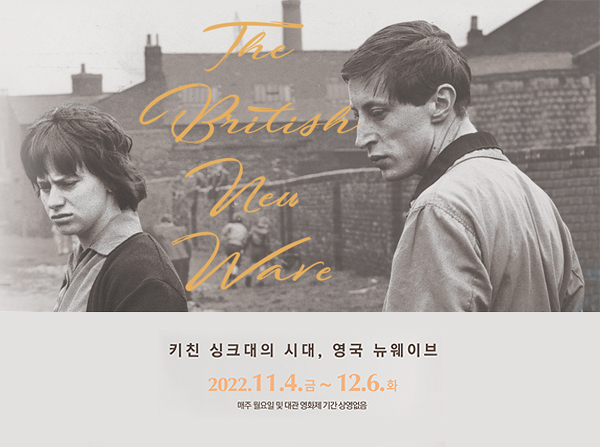 The
British
New
Ware
키친 싱크대의 시대, 영국 뉴웨이브
2022.11.4.금 ~ 12.6.화
매주 월요일 및 대관 영화제 기간 상영없음